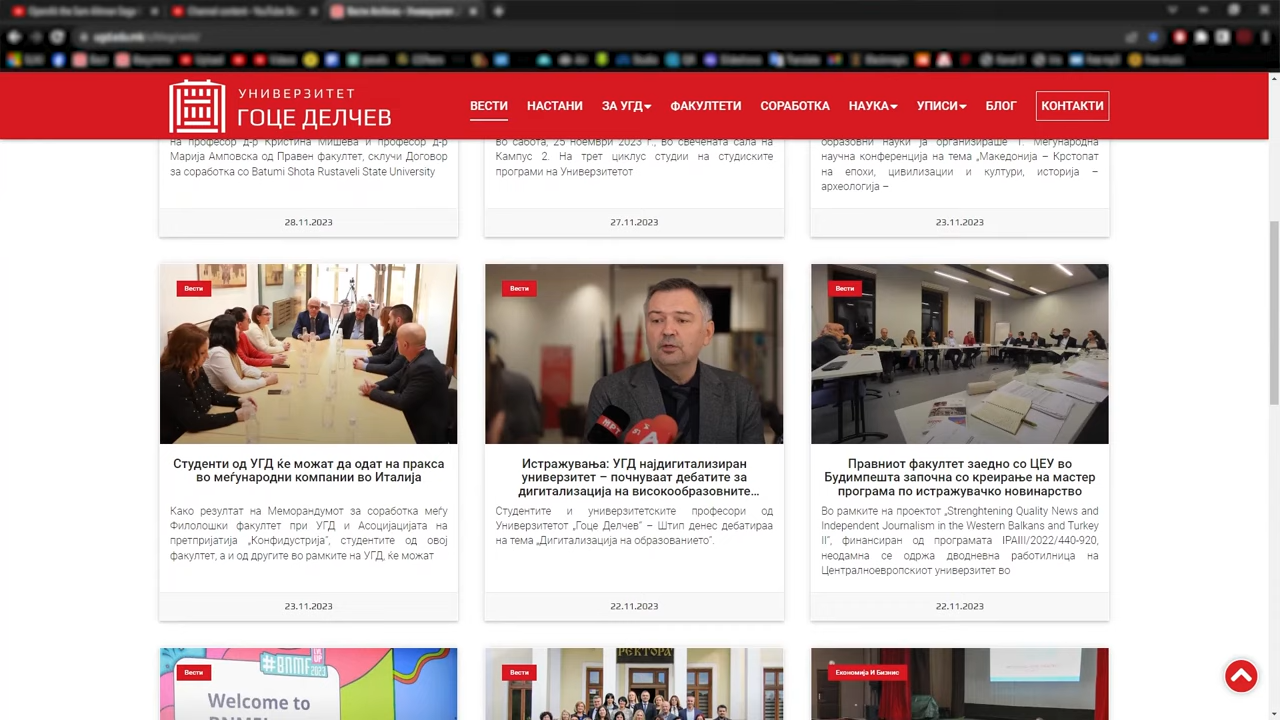 УНИВЕРЗИТЕТ
ГОЦЕ ДЕЛЧЕВ
ВЕСТИ НАСТАНИ ЗА УГД ФАКУЛТЕТИ СОРАБОТКА НАУКА УПИСИ БЛОГ КОНТАКТИ
на професор д-р Кристина Мишева и професор д-р
Марија Амповска од Правен факултет, склучи Договор
за соработка со Batumi Shota Rustaveli State University
28.11.2023
во сабота, 25 ноември 2023 г., во свечената сала на
Кампус 2. На трет циклус студии на студиските
програми на Универзитетот
27.11.2023
образовни науки ја организираше 1. Меѓународна
научна конференција на тема „Македонија – Крстопат
на епохи, цивилизации и култури, историја –
археологија –
23.11.2023
Вести
Студенти од УГД ќе можат да одат на пракса
во меѓународни компании во Италија
Како резултат на Меморандумот за соработка меѓу
Филолошки факултет при УГД и Асоцијацијата на
претпријатија „Конфидустрија“, студентите од овој
факултет, а и од другите во рамките на УГД, ќе можат
23.11.2023
Вести
Истражувања: УГД најдигитализиран
универзитет – почнуваат дебатите за
дигитализација на високообразовните...
Студентите и универзитетските професори од
Универзитетот „Гоце Делчев“ – Штип денес дебатираа
на тема „Дигитализација на образованието“.
22.11.2023
Вести
Правниот факултет заедно со ЦЕУ во
Будимпешта започна со креирање на мастер
програма по истражувачко новинарство
Во рамките на проектот „Strenghtening Quality News and
Independent Journalism in the Western Balkans and Turkey
II“, финансиран од програмата IPAIII/2022/440-920,
неодамна се одржа дводневна работилница на
Централноевропскиот универзитет во
22.11.2023
Вести
#BNMF
2023
Welcome to
Вести
РЕКТОРА
Економија И Бизнис